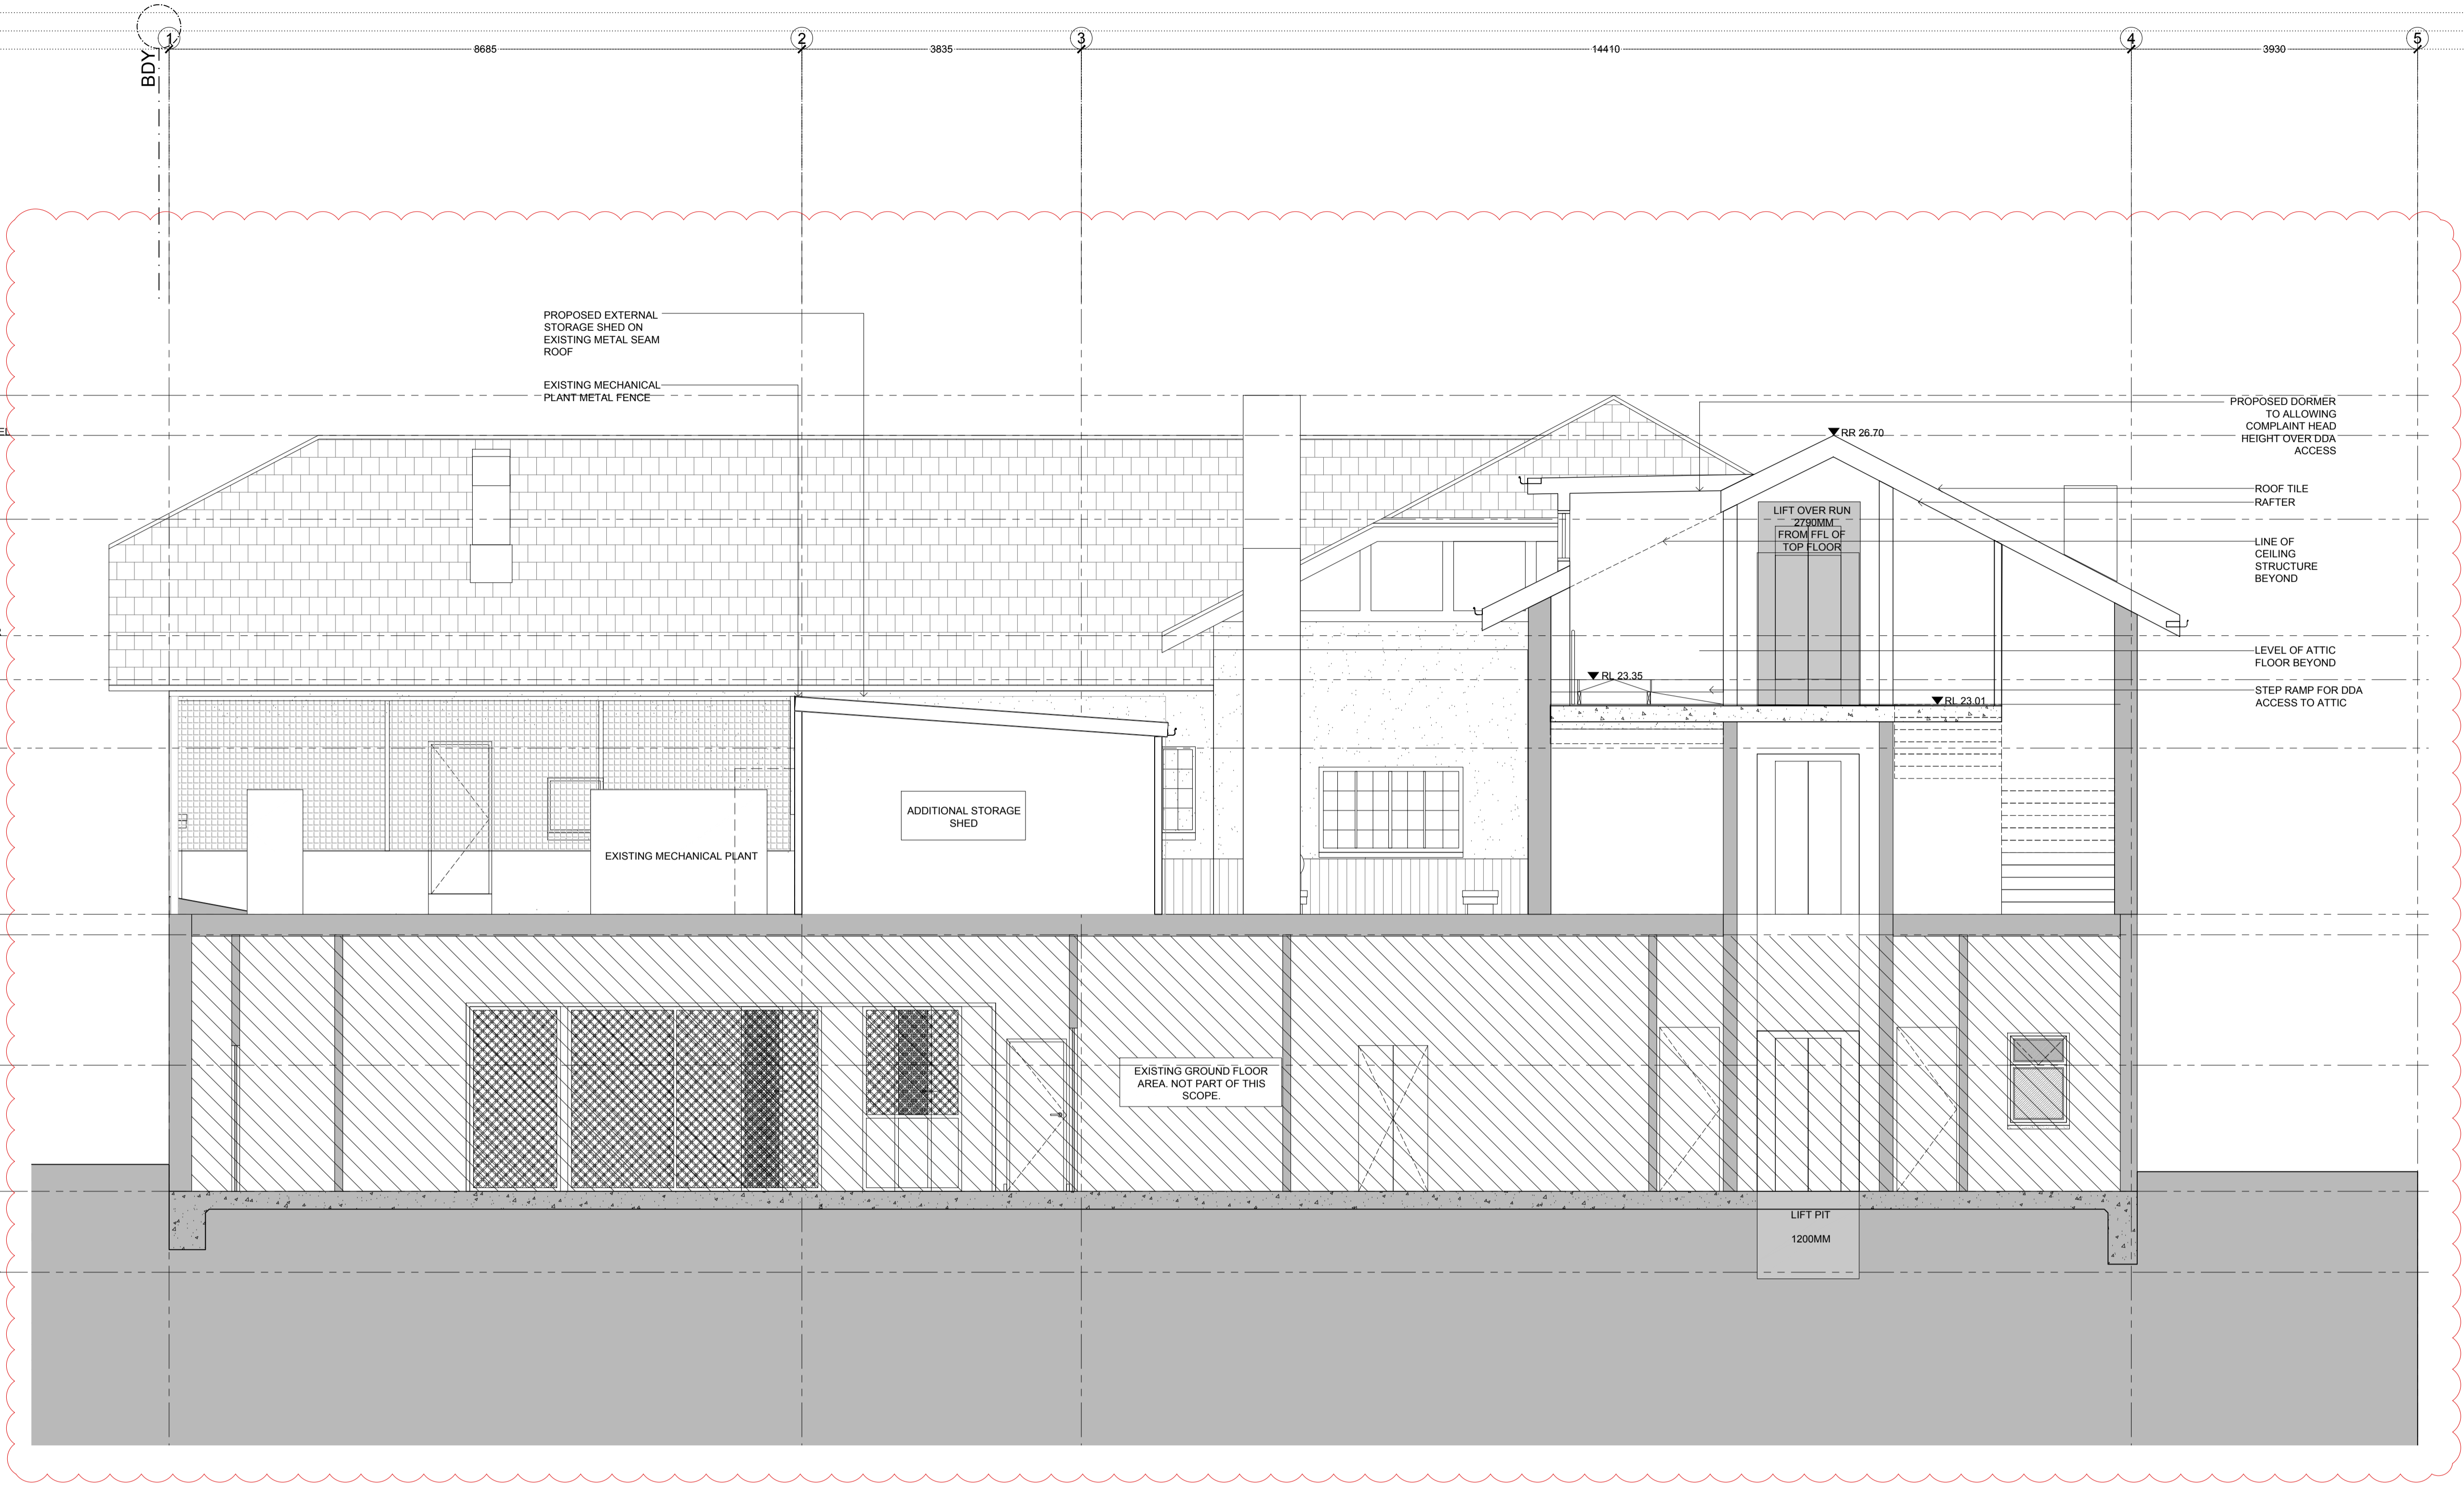 1
2
3
4
5
8685
3835
14410
3930
BDY
PROPOSED EXTERNAL
STORAGE SHED ON
EXISTING METAL SEAM
ROOF
EXISTING MECHANICAL
PLANT METAL FENCE
PROPOSED DORMER
TO ALLOWING
COMPLAINT HEAD
HEIGHT OVER DDA
ACCESS
RR 26.70
ROOF TILE
RAFTER
LIFT OVER RUN
2790MM
FROM FFL OF
TOP FLOOR
LINE OF
CEILING
STRUCTURE
BEYOND
LEVEL OF ATTIC
FLOOR BEYOND
RL 23.35
STEP RAMP FOR DDA
ACCESS TO ATTIC
RL 23.01
ADDITIONAL STORAGE
SHED
EXISTING MECHANICAL PLANT
EXISTING GROUND FLOOR
AREA. NOT PART OF THIS
SCOPE.
LIFT PIT
1200MM